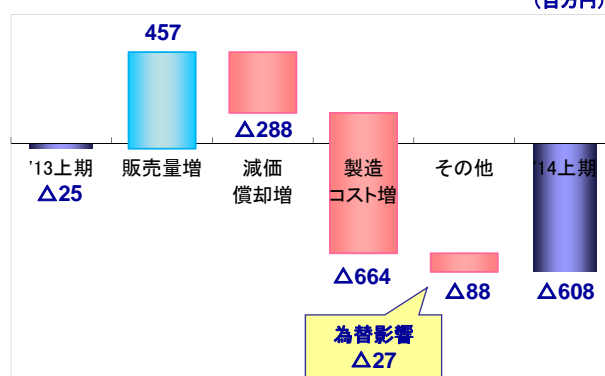 (百万円)
457
△288
'13上期
△25
販売量増
減価
償却増
製造
コスト増
その他
'14上期
△664
△88
△608
為替影響
△27